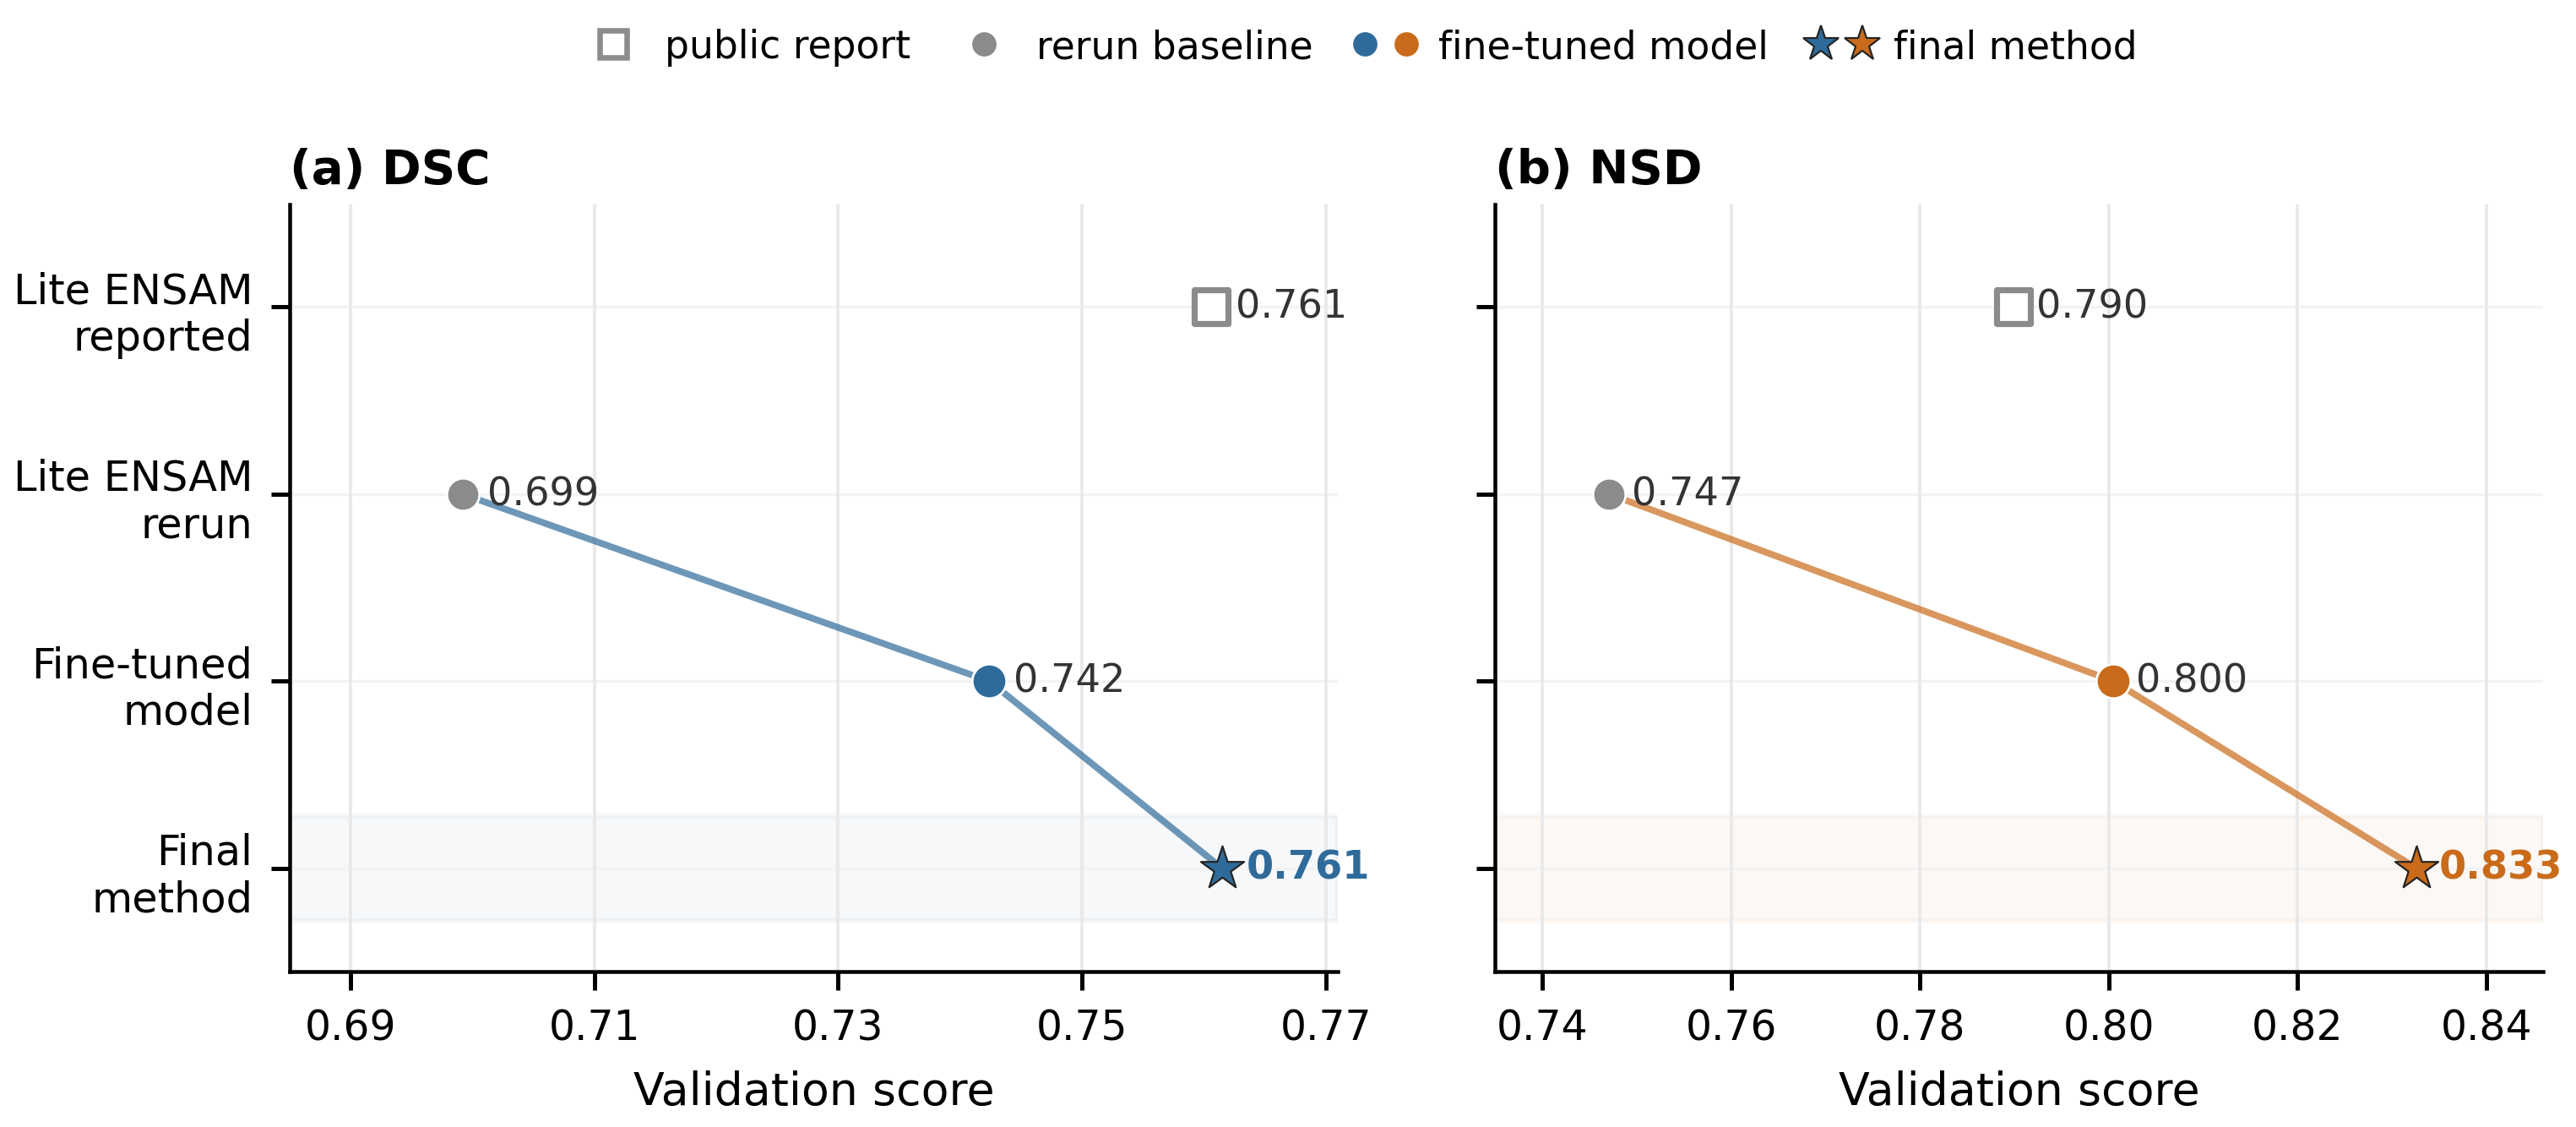 public report
rerun baseline
fine-tuned model
final method
(a) DSC
Lite ENSAM
reported
Lite ENSAM
rerun
Fine-tuned
model
Final
method
0.761
0.699
0.742
0.761
0.69
0.71
0.73
0.75
0.77
Validation score
(b) NSD
0.790
0.747
0.800
0.833
0.74
0.76
0.78
0.80
0.82
0.84
Validation score